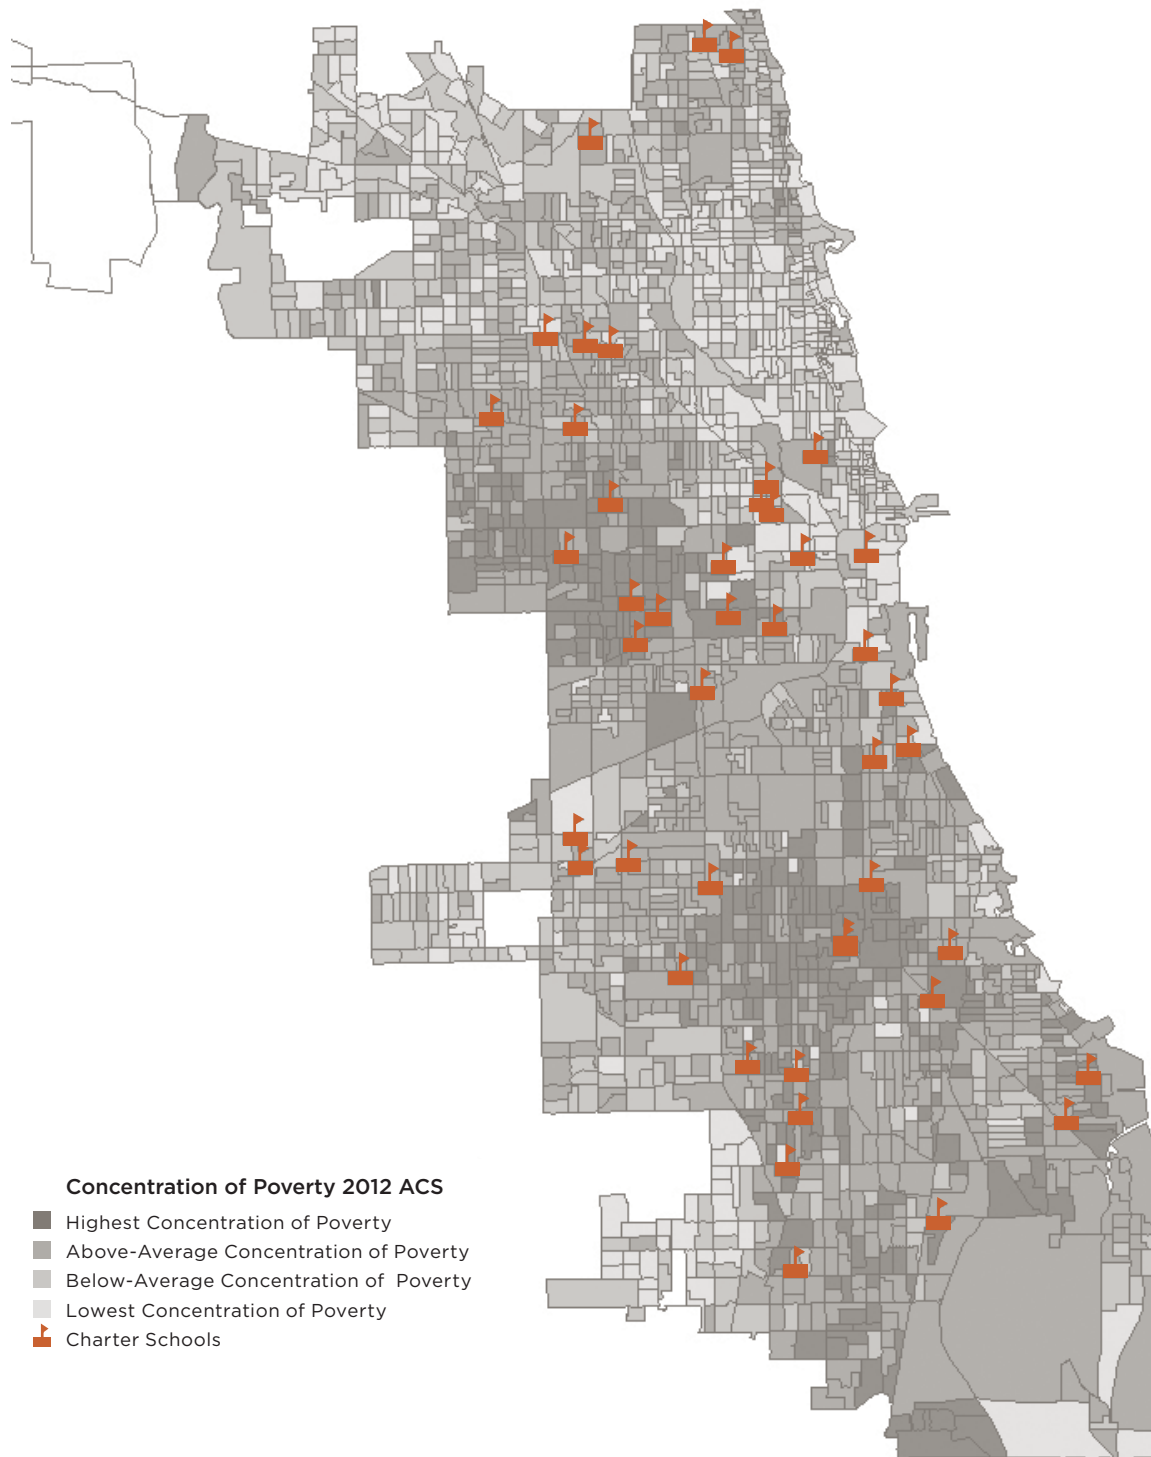 Concentration of Poverty 2012 ACS
Highest Concentration of Poverty
Above-Average Concentration of Poverty
Below-Average Concentration of Poverty
Lowest Concentration of Poverty
Charter Schools